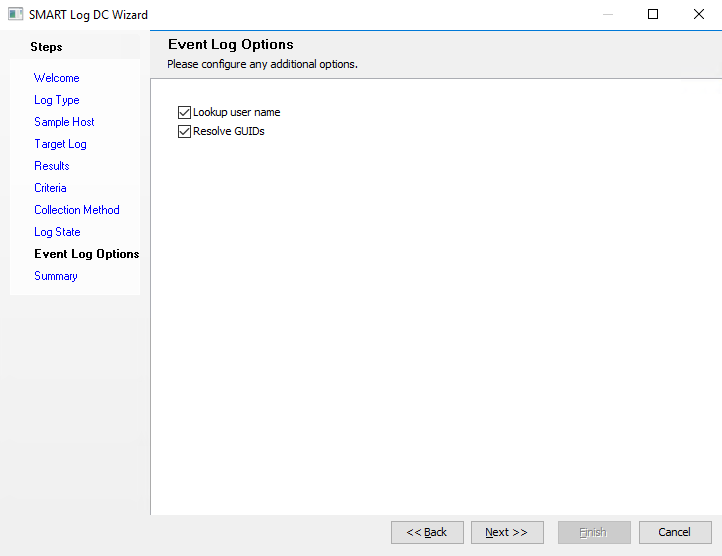 SMART Log DC Wizard
Steps
Welcome
Log Type
Sample Host
Target Log
Results
Criteria
Collection Method
Log State
Event Log Options
Summary
Event Log Options
Please configure any additional options.
Lookup user name
Resolve GUIDs
<< Back
Next >>
Finish
Cancel